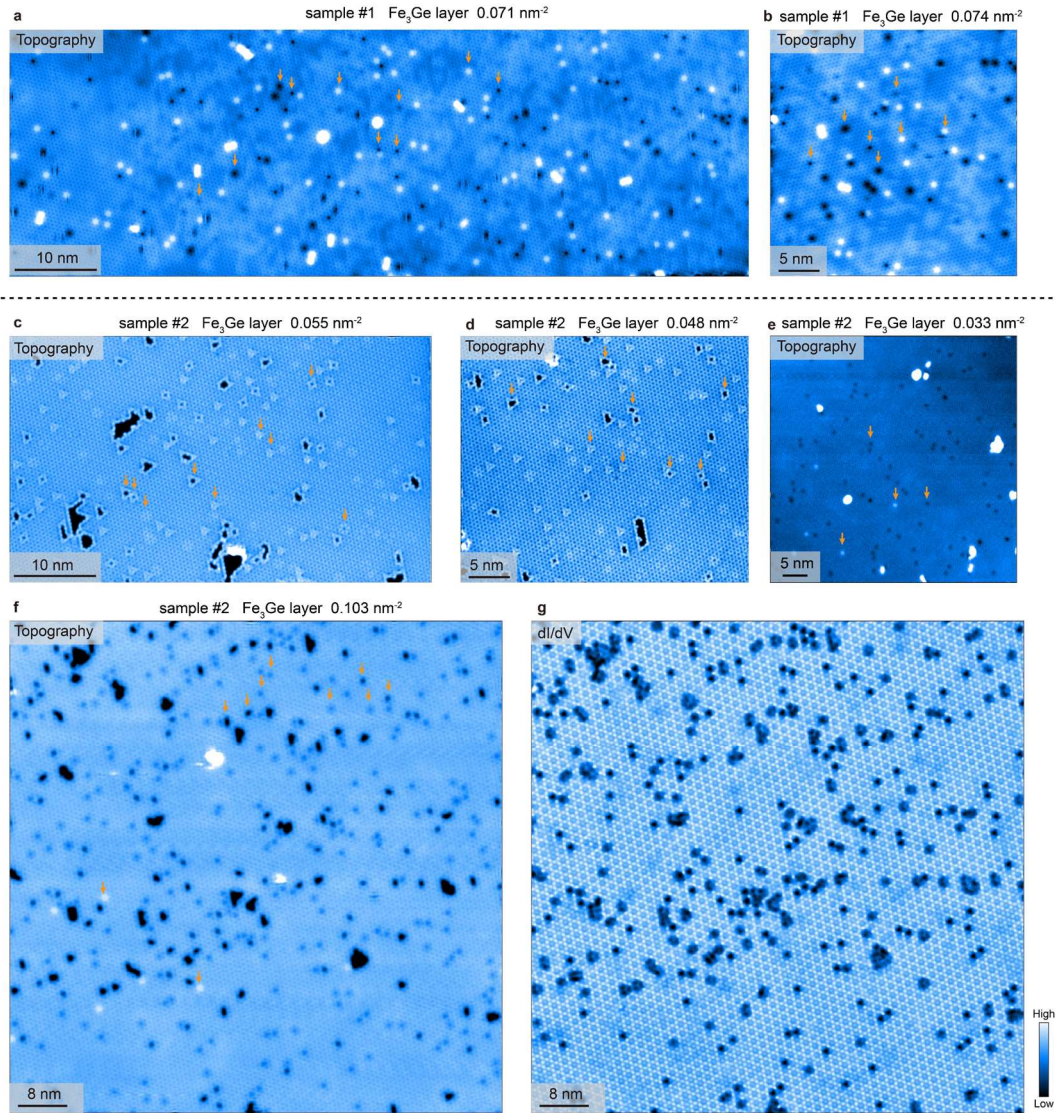 a sample #1 Fe₃Ge layer 0.071 nm⁻²
Topography
10 nm
b sample #1 Fe₃Ge layer 0.074 nm⁻²
Topography
5 nm
c sample #2 Fe₃Ge layer 0.055 nm⁻²
Topography
10 nm
d sample #2 Fe₃Ge layer 0.048 nm⁻²
Topography
5 nm
e sample #2 Fe₃Ge layer 0.033 nm⁻²
Topography
5 nm
f sample #2 Fe₃Ge layer 0.103 nm⁻²
Topography
8 nm
g
dI/dV
8 nm
High
Low